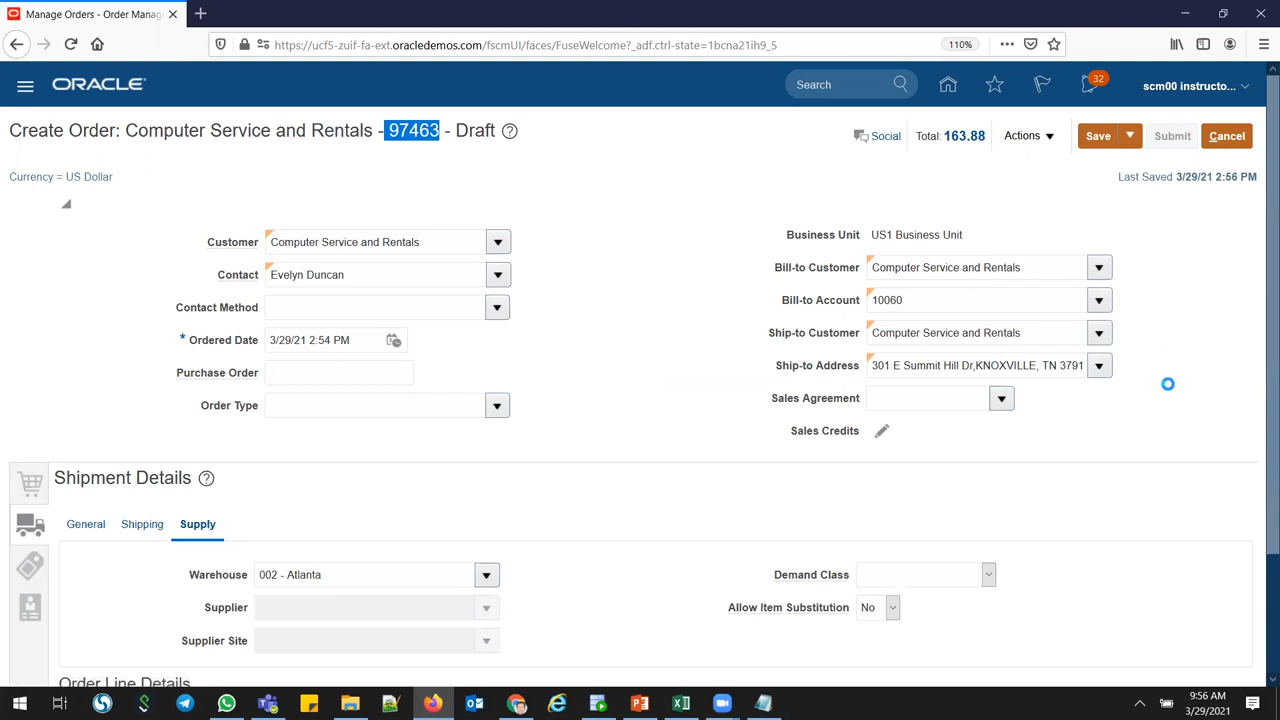 Manage Orders - Order Manag
https://ucf5-zuif-fa-ext.oracledemos.com/fscmUI/faces/FuseWelcome?_adf.ctrl-state=1bcna21ih9_5
110%
ORACLE
Search
32
scm00 instructo...
Create Order: Computer Service and Rentals - 97463 - Draft
Social
Total: 163.88
Actions
Save
Submit
Cancel
Currency = US Dollar
Last Saved 3/29/21 2:56 PM
Customer Computer Service and Rentals
Business Unit US1 Business Unit
Contact Evelyn Duncan
Bill-to Customer Computer Service and Rentals
Contact Method
Bill-to Account 10060
* Ordered Date 3/29/21 2:54 PM
Ship-to Customer Computer Service and Rentals
Purchase Order
Ship-to Address 301 E Summit Hill Dr,KNOXVILLE, TN 3791
Order Type
Sales Agreement
Sales Credits
Shipment Details
General Shipping Supply
Warehouse 002 - Atlanta
Demand Class
Supplier
Allow Item Substitution No
Supplier Site
Order Line Details
9:56 AM
3/29/2021